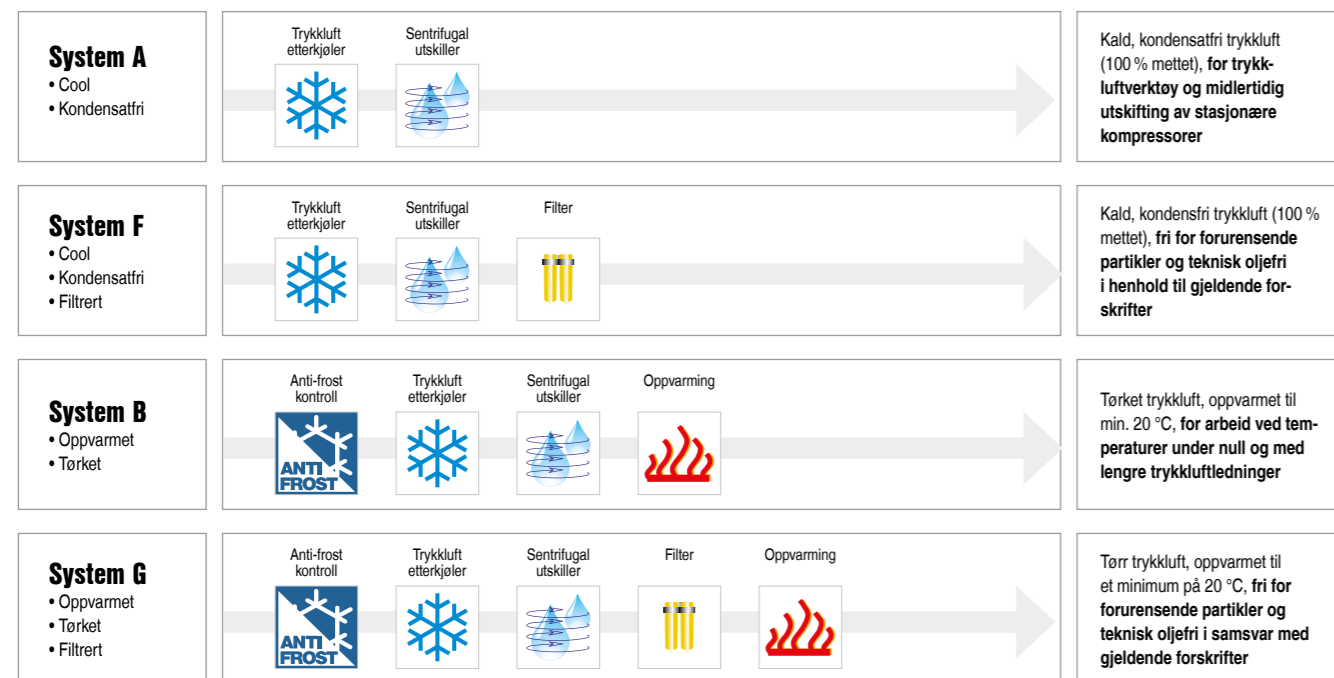 System A
• Cool
• Kondensatfri
Trykkluft
etterkjøler
Sentrifugal
utskiller
Kald, kondensatfri trykkluft
(100 % mettet), for trykk-
luftverktøy og midlertidig
utskifting av stasjonære
kompressorer
System F
• Cool
• Kondensatfri
• Filtrert
Trykkluft
etterkjøler
Sentrifugal
utskiller
Filter
Kald, kondensfri trykkluft (100 %
mettet), fri for forurensende
partikler og teknisk oljefri
i henhold til gjeldende for-
skrifter
System B
• Oppvarmet
• Tørket
Anti-frost
kontroll
ANTI
FROST
Trykkluft
etterkjøler
Sentrifugal
utskiller
Oppvarming
Tørket trykkluft, oppvarmet til
min. 20 °C, for arbeid ved tem-
peraturer under null og med
lengre trykkluftledninger
System G
• Oppvarmet
• Tørket
• Filtrert
Anti-frost
kontroll
ANTI
FROST
Trykkluft
etterkjøler
Sentrifugal
utskiller
Filter
Oppvarming
Tørr trykkluft, oppvarmet til
et minimum på 20 °C, fri for
forurensende partikler og
teknisk oljefri i samsvar med
gjeldende forskrifter